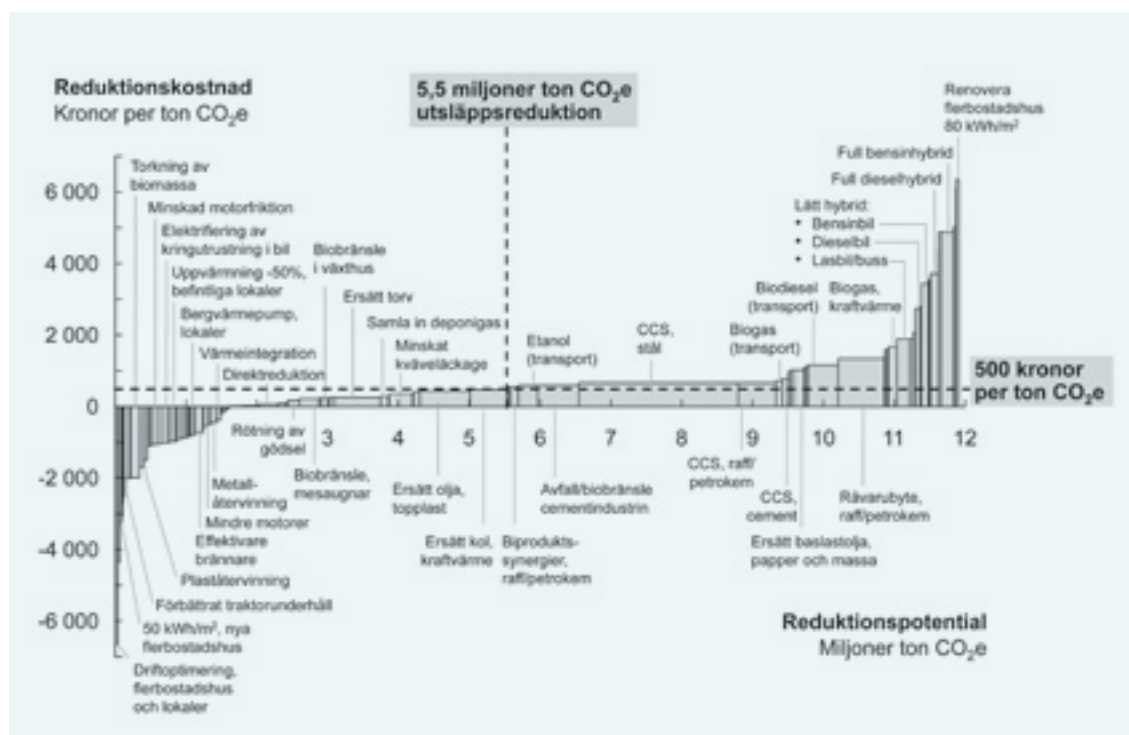 Reduktionskostnad
Kronor per ton CO₂e
5,5 miljoner ton CO₂e
utsläppsreduktion
Renovera
flerbostadshus
80 kWh/m²
Torkning av
biomassa
Full bensinhybrid
6 000
Minskad motorfriktion
Full dieselhybrid
Elektrifiering av
kringutrustning i bil
Lätt hybrid:
• Bensinbil
• Dieselbil
• Lasbil/buss
Biobränsle
i växthus
4 000
Uppvärmning -50%,
befintliga lokaler
Ersätt torv
Biodiesel
(transport)
Biogas,
kraftvärme
Bergvärmepump,
lokaler
Samla in deponigas
2 000
Etanol
(transport)
CCS,
stål
Biogas
(transport)
Minskat
kväveläckage
Värmeintegration
Direktreduktion
500 kronor
per ton CO₂e
0
3 4 5 6 7 8 9 10 11 12
Rötning av
gödsel
-2 000
Metall-
återvinning
Biobränsle,
mesaugnar
Ersätt olja,
topplast
Avfall/biobränsle
cementindustrin
CCS, raff/
petrokem
CCS,
cement
Råvarubyte,
raff/petrokem
Mindre motorer
Effektivare
brännare
Ersätt kol,
kraftvärme
Biprodukts-
synergier,
raff/petrokem
Ersätt baslastolja,
papper och massa
-4 000
Plaståtervinning
Förbättrat traktorunderhåll
-6 000
50 kWh/m², nya
flerbostadshus
Reduktionspotential
Miljoner ton CO₂e
Driftoptimering,
flerbostadshus
och lokaler